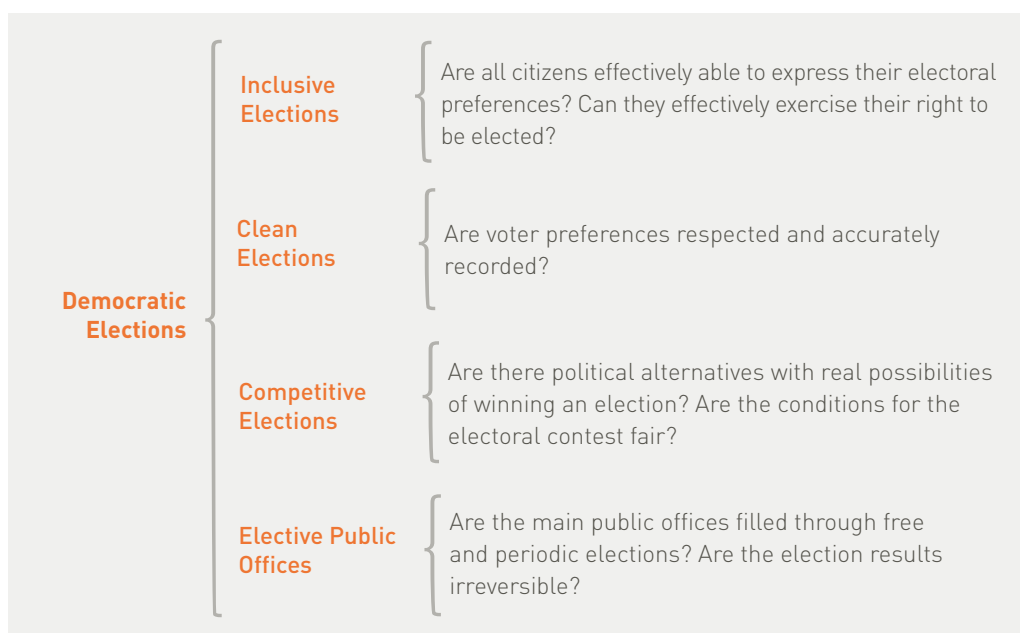 Democratic
Elections
Inclusive
Elections
Are all citizens effectively able to express their electoral
preferences? Can they effectively exercise their right to
be elected?
Clean
Elections
Are voter preferences respected and accurately
recorded?
Competitive
Elections
Are there political alternatives with real possibilities
of winning an election? Are the conditions for the
electoral contest fair?
Elective Public
Offices
Are the main public offices filled through free
and periodic elections? Are the election results
irreversible?